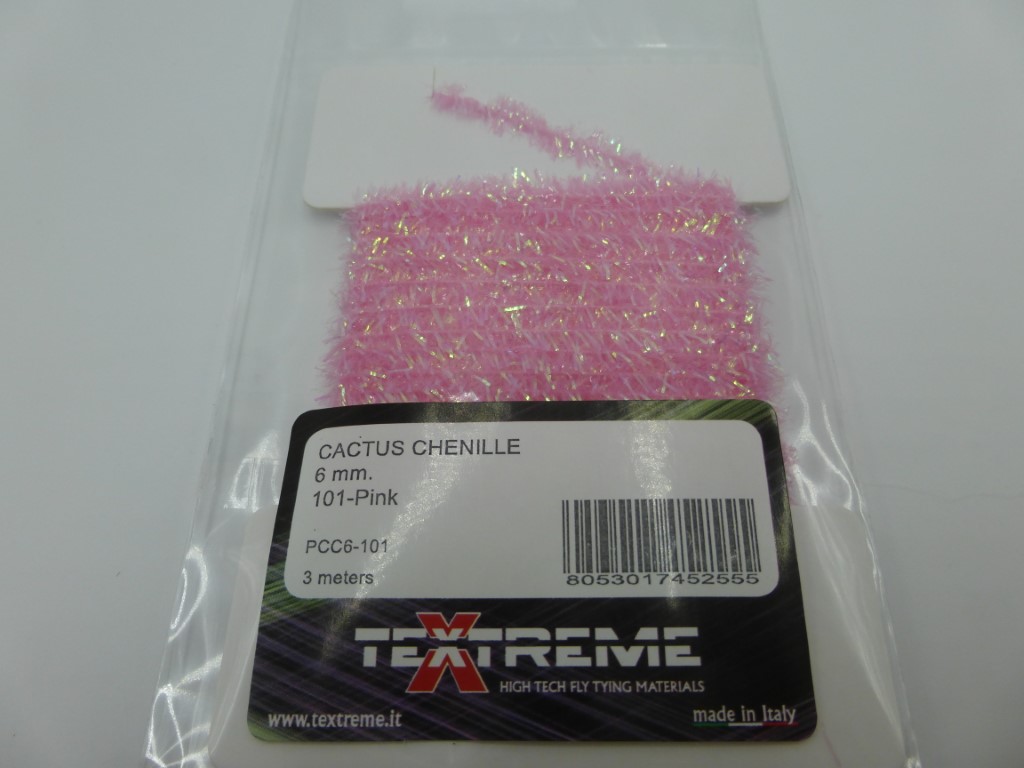 CACTUS CHENILLE
6 mm.
101-Pink
PCC6-101
3 meters
8053017452555
TEXTREME
HIGH TECH FLY TYING MATERIALS
www.textreme.it
made in Italy